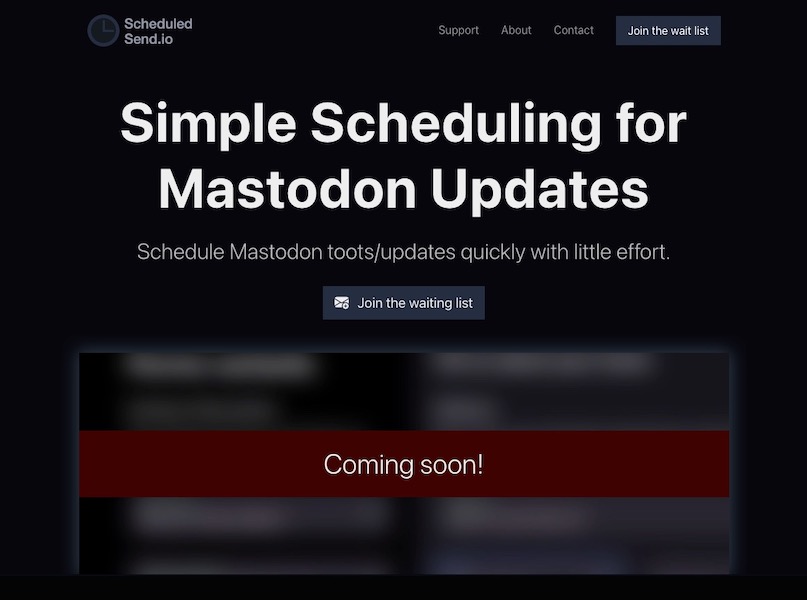 Scheduled
Send.io
Support
About
Contact
Join the wait list
Simple Scheduling for
Mastodon Updates
Schedule Mastodon toots/updates quickly with little effort.
Join the waiting list
Coming soon!